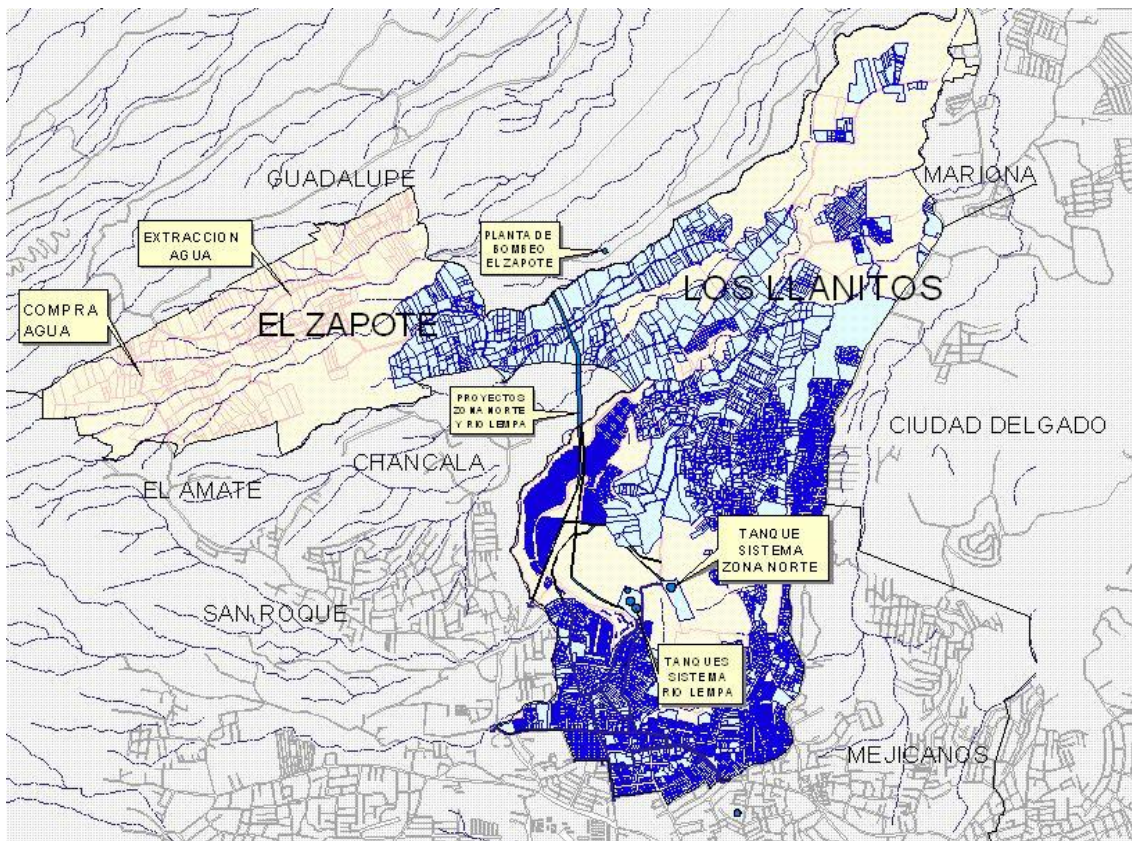 GUADALUPE
MARIONA
EXTRACCION
AGUA
PLANTA DE
BOMBEO
EL ZAPOTE
COMPRA
AGUA
EL ZAPOTE
LOS LLANITOS
PROYECTOS
ZONA NORTE
Y RIO LEMPA
CIUDAD DELGADO
CHANCALA
EL AMATE
TANQUE
SISTEMA
ZONA NORTE
SAN ROQUE
TANQUES
SISTEMA
RIO LEMPA
MEJICANOS